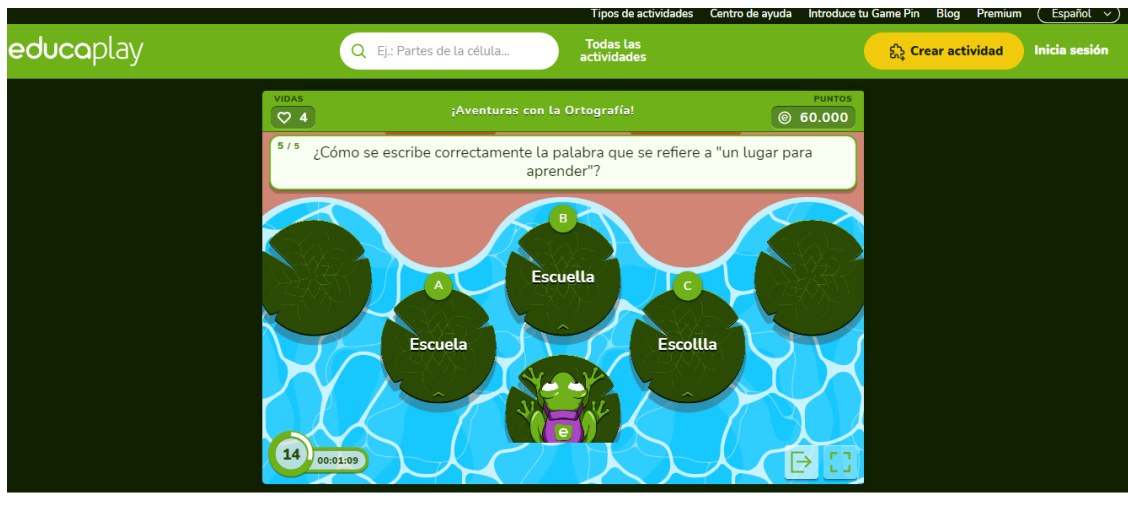 Tipos de actividades Centro de ayuda Introduce tu Game Pin Blog Premium Español
educaplay
Ej.: Partes de la célula...
Todas las
actividades
Crear actividad
Inicia sesión
VIDAS
4
¡Aventuras con la Ortografía!
PUNTOS
60.000
5 / 5
¿Cómo se escribe correctamente la palabra que se refiere a "un lugar para
aprender"?
B
Escuella
A
Escuela
C
Escollla
e
14
00:01:09